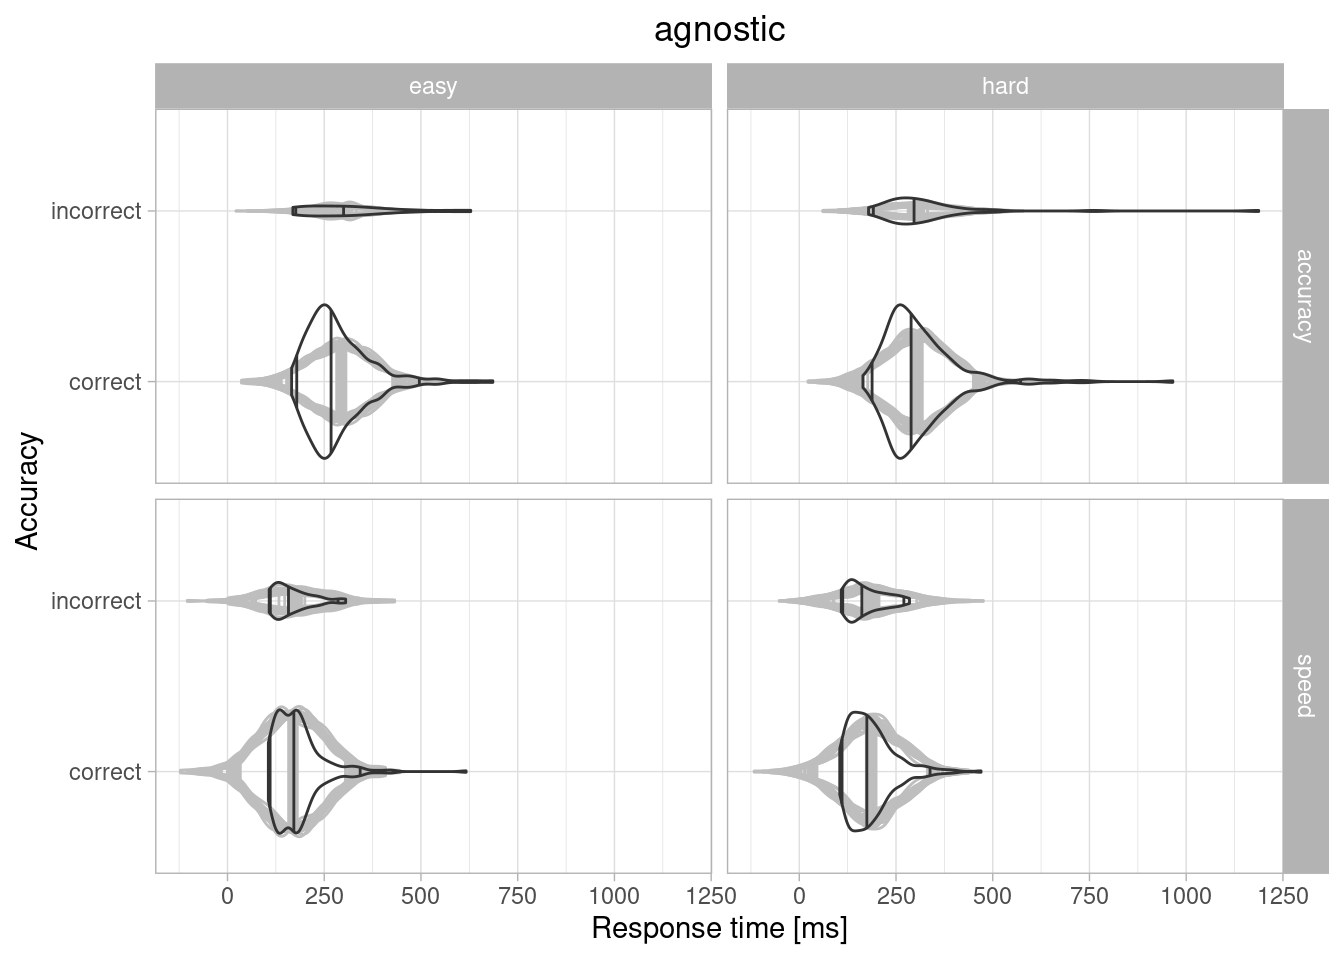 agnostic
easy
hard
incorrect
correct
accuracy
incorrect
correct
speed
Accuracy
0 250 500 750 1000 1250
0 250 500 750 1000 1250
Response time [ms]